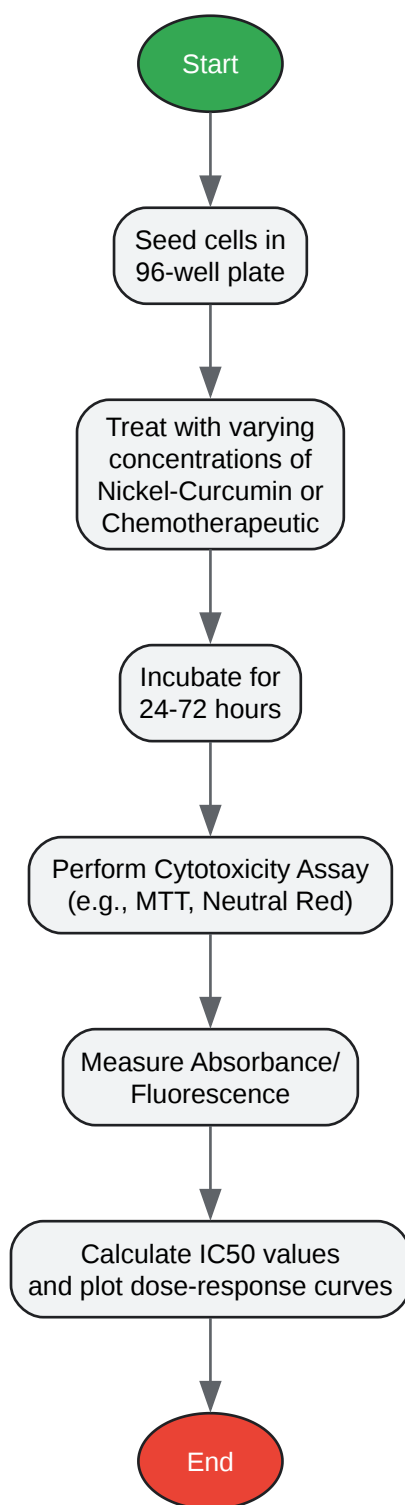 Start
Seed cells in
96-well plate
Treat with varying
concentrations of
Nickel-Curcumin or
Chemotherapeutic
Incubate for
24-72 hours
Perform Cytotoxicity Assay
(e.g., MTT, Neutral Red)
Measure Absorbance/
Fluorescence
Calculate IC50 values
and plot dose-response curves
End